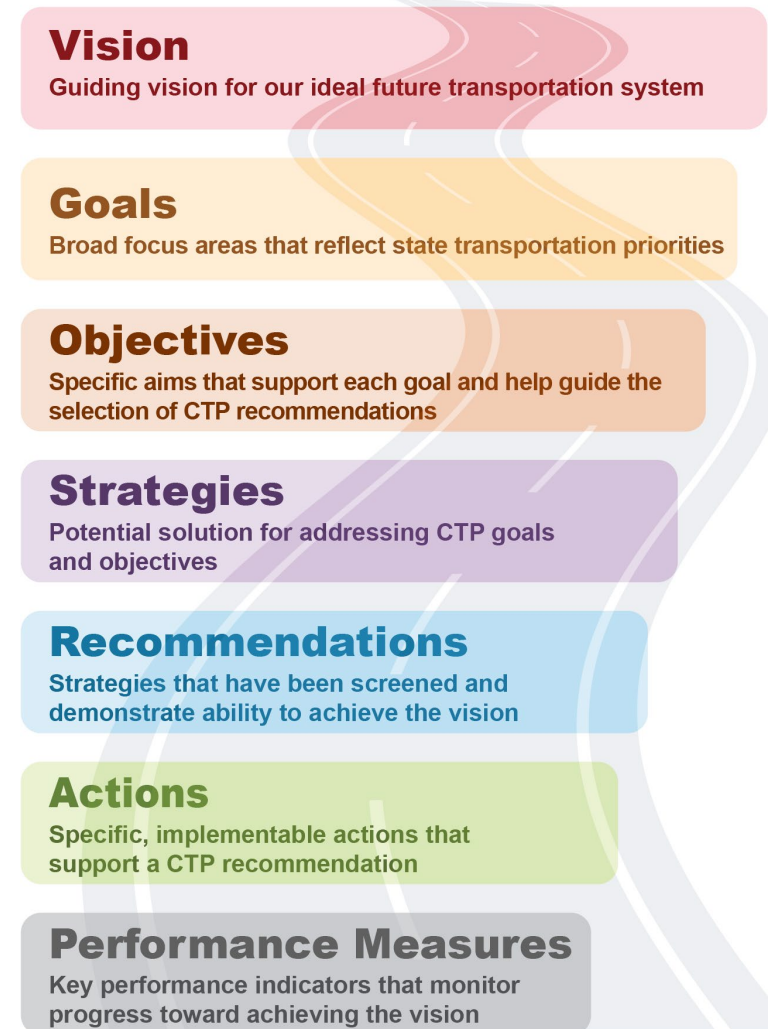 Vision
Guiding vision for our ideal future transportation system
Goals
Broad focus areas that reflect state transportation priorities
Objectives
Specific aims that support each goal and help guide the
selection of CTP recommendations
Strategies
Potential solution for addressing CTP goals
and objectives
Recommendations
Strategies that have been screened and
demonstrate ability to achieve the vision
Actions
Specific, implementable actions that
support a CTP recommendation
Performance Measures
Key performance indicators that monitor
progress toward achieving the vision